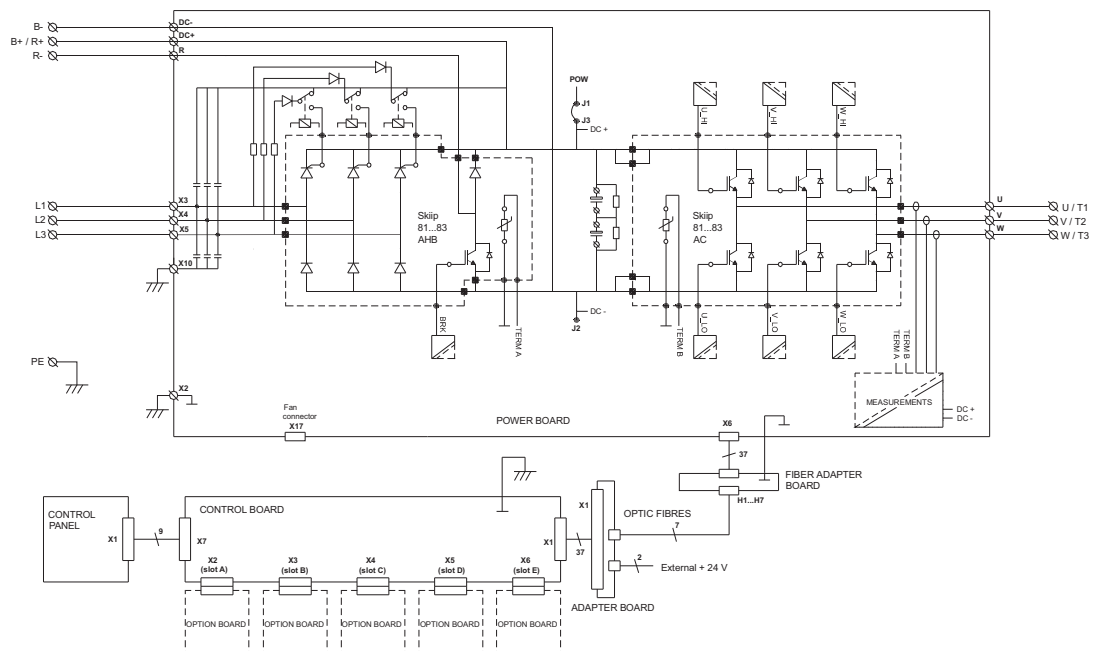 B-
DC-
B+ / R+
DC+
R-
R
POW
J1
J3
DC +
U_HI
V_HI
W_HI
L1
X3
L2
X4
L3
X5
X10
Skiip
81...83
AHB
Skiip
81...83
AC
U
U / T1
V
V / T2
W
W / T3
BRK
TERM A
DC -
J2
TERM B
U_LO
V_LO
W_LO
TERM A
TERM B
PE
X2
MEASUREMENTS
DC +
DC -
Fan
connector
X17
POWER BOARD
X6
37
FIBER ADAPTER
BOARD
H1...H7
CONTROL
PANEL
X1
9
X7
CONTROL BOARD
X1
37
X1
OPTIC FIBRES
7
2
External + 24 V
ADAPTER BOARD
X2
(slot A)
X3
(slot B)
X4
(slot C)
X5
(slot D)
X6
(slot E)
OPTION BOARD
OPTION BOARD
OPTION BOARD
OPTION BOARD
OPTION BOARD